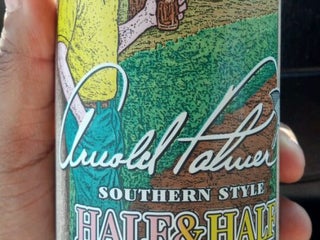 Arnold Palmer
SOUTHERN STYLE
HALF & HALF